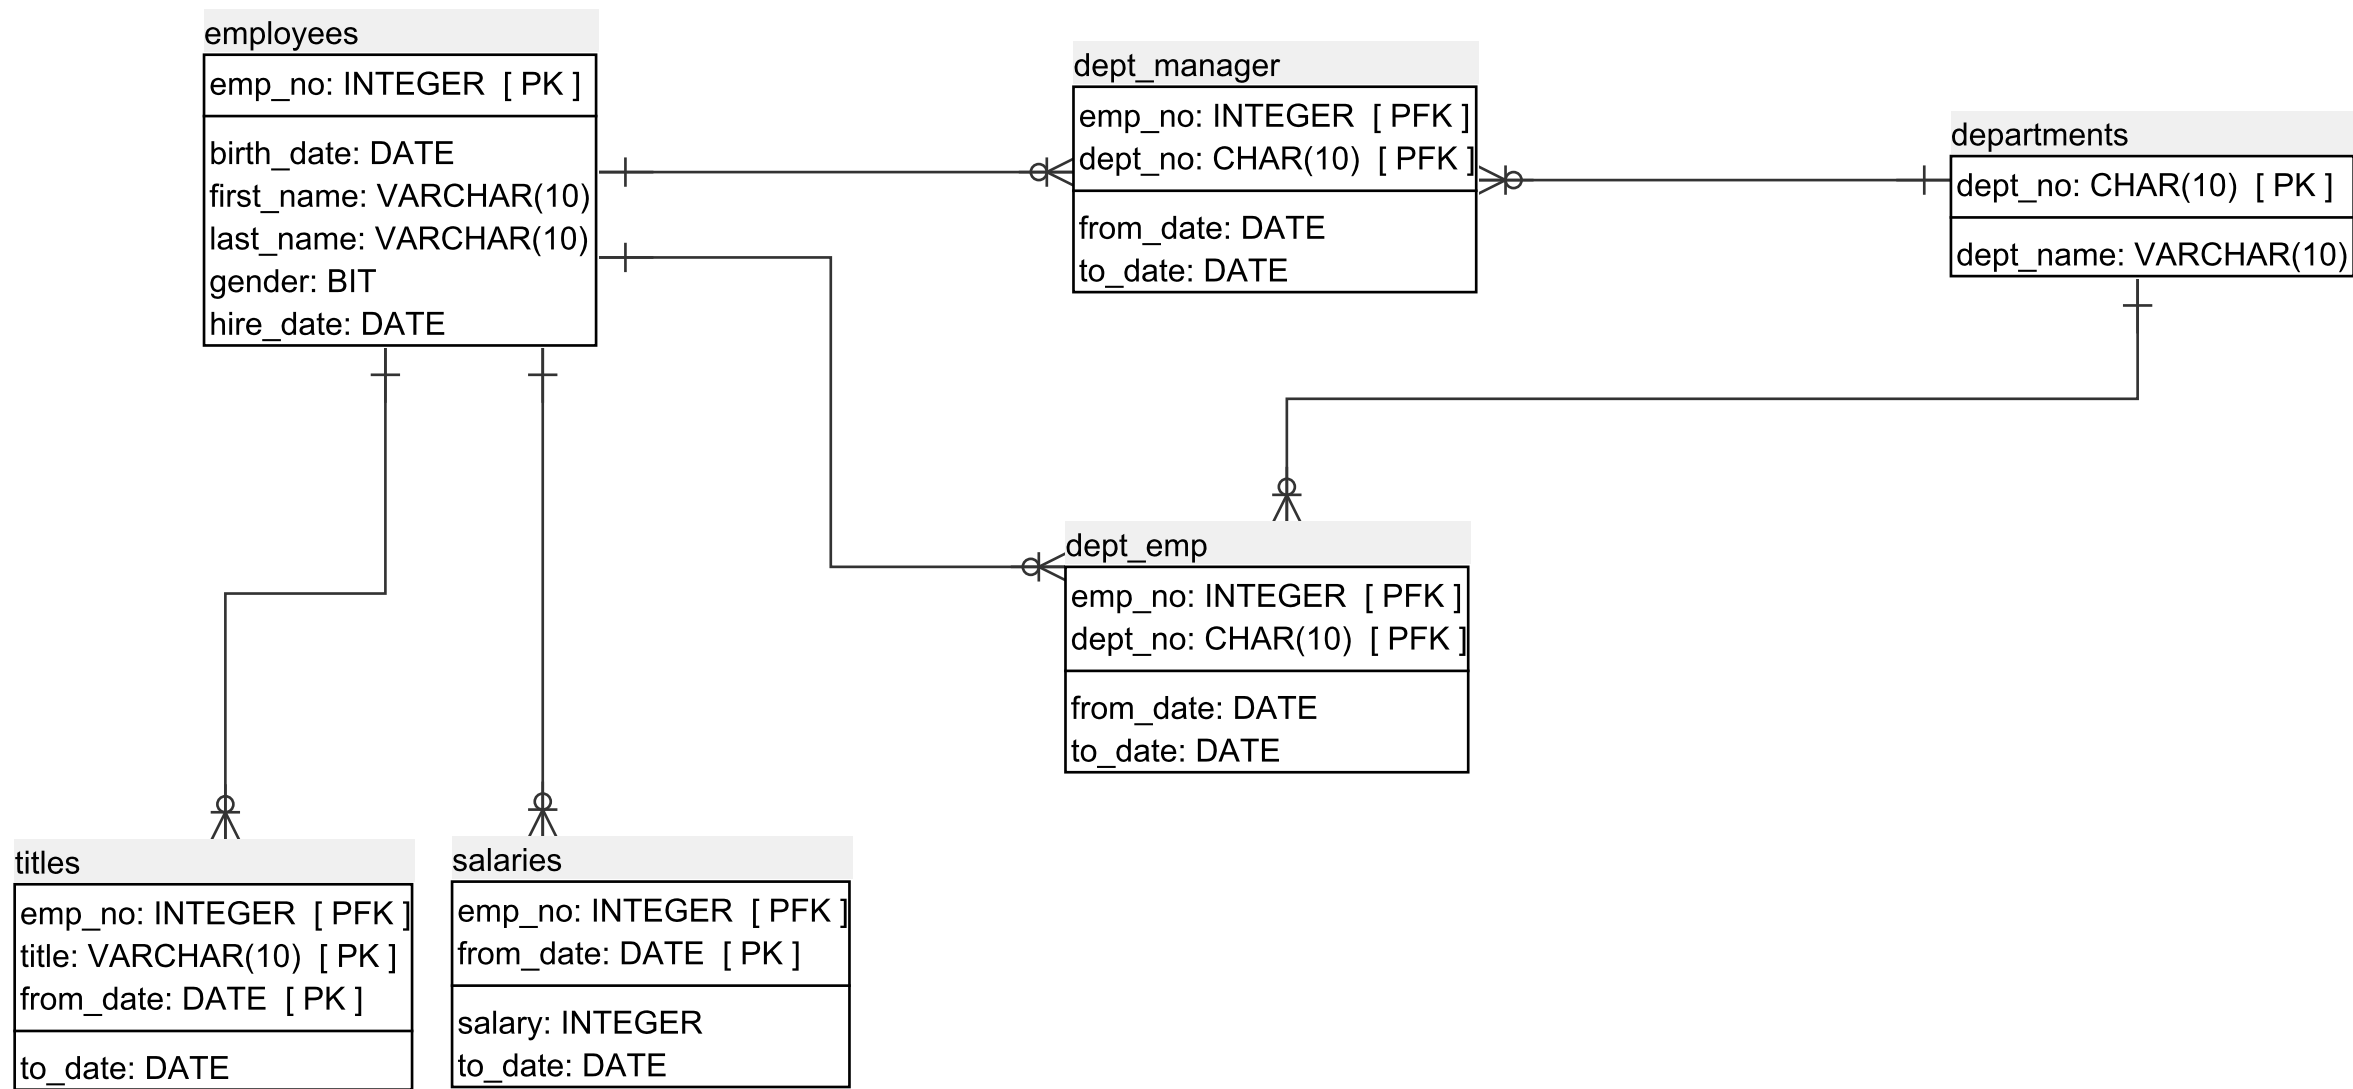 employees
emp_no: INTEGER [ PK ]
birth_date: DATE
first_name: VARCHAR(10)
last_name: VARCHAR(10)
gender: BIT
hire_date: DATE
dept_manager
emp_no: INTEGER [ PFK ]
dept_no: CHAR(10) [ PFK ]
from_date: DATE
to_date: DATE
departments
dept_no: CHAR(10) [ PK ]
dept_name: VARCHAR(10)
dept_emp
emp_no: INTEGER [ PFK ]
dept_no: CHAR(10) [ PFK ]
from_date: DATE
to_date: DATE
titles
emp_no: INTEGER [ PFK ]
title: VARCHAR(10) [ PK ]
from_date: DATE [ PK ]
to_date: DATE
salaries
emp_no: INTEGER [ PFK ]
from_date: DATE [ PK ]
salary: INTEGER
to_date: DATE